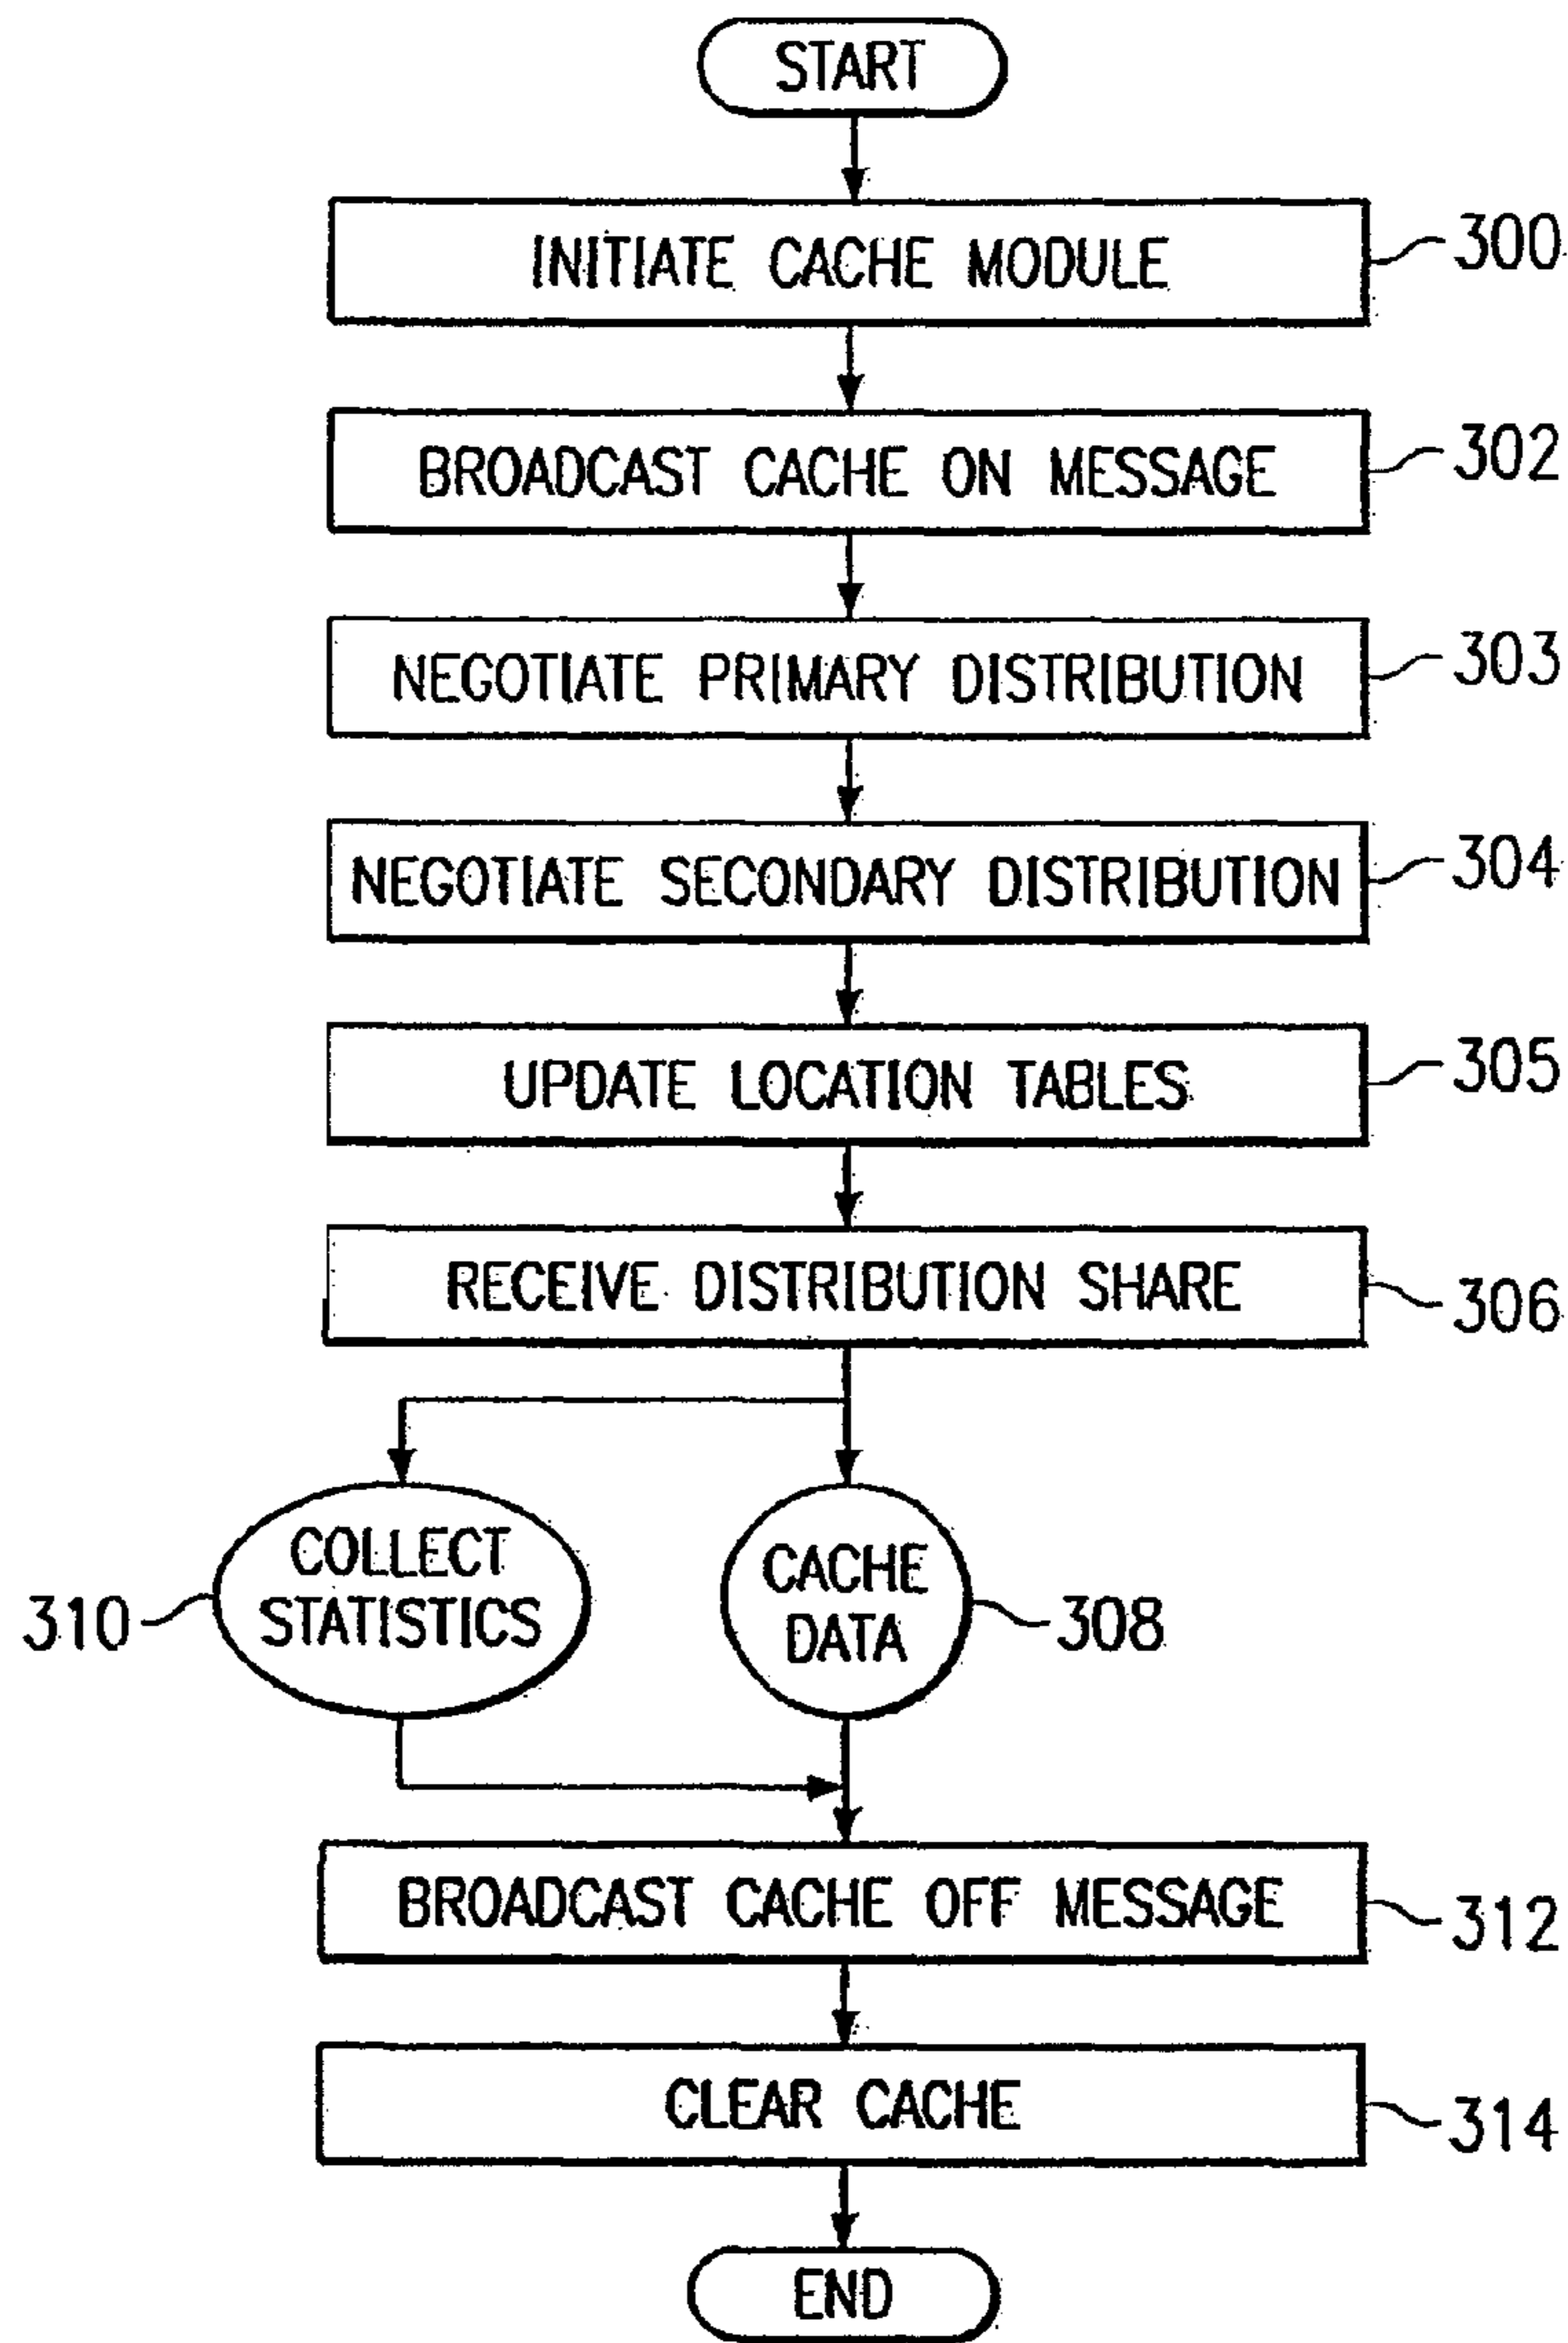 START
INITIATE CACHE MODULE
300
BROADCAST CACHE ON MESSAGE
302
NEGOTIATE PRIMARY DISTRIBUTION
303
NEGOTIATE SECONDARY DISTRIBUTION
304
UPDATE LOCATION TABLES
305
RECEIVE DISTRIBUTION SHARE
306
310
COLLECT
STATISTICS
CACHE
DATA
308
BROADCAST CACHE OFF MESSAGE
312
CLEAR CACHE
314
END